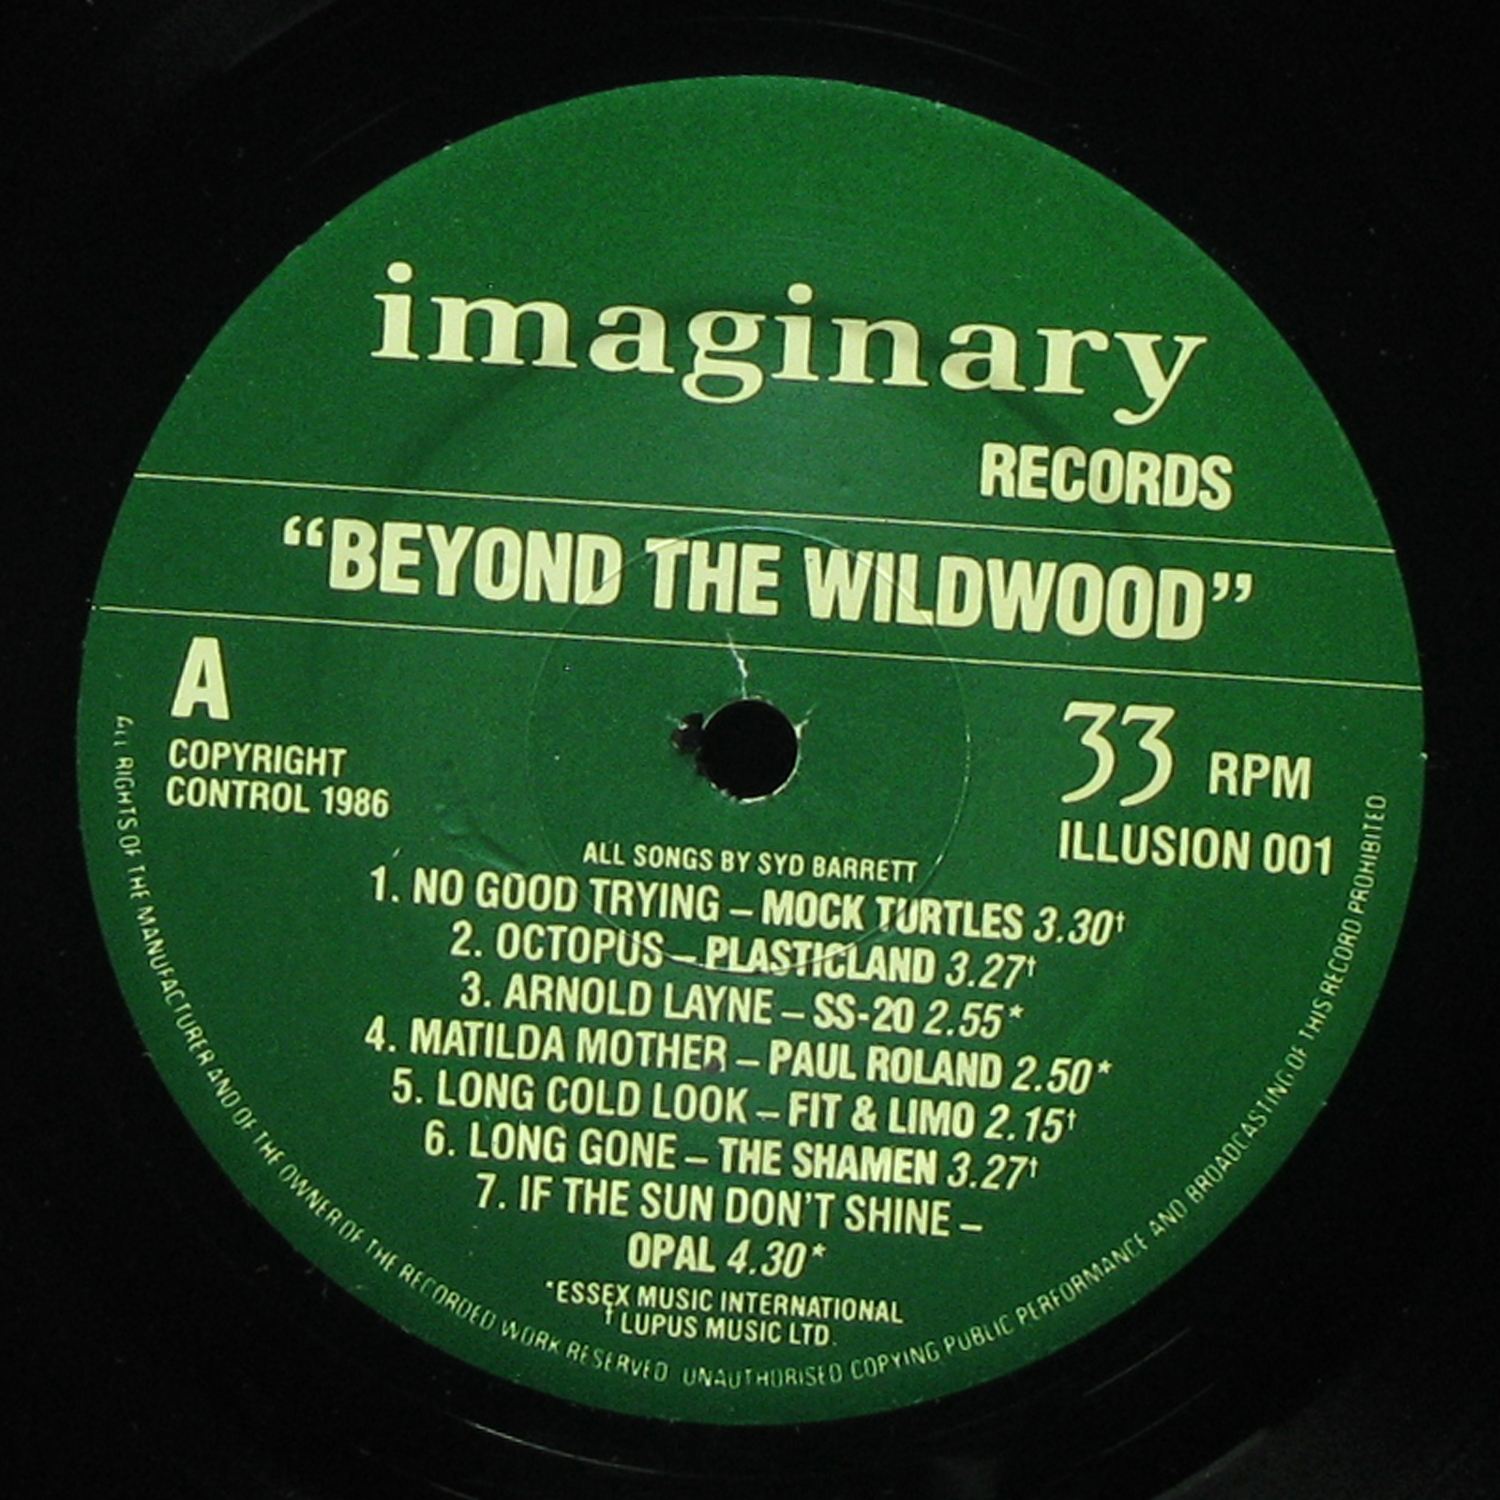 imaginary
RECORDS
“BEYOND THE WILDWOOD”
A
COPYRIGHT
CONTROL 1986
33 RPM
ILLUSION 001
ALL SONGS BY SYD BARRETT
1. NO GOOD TRYING – MOCK TURTLES 3.30†
2. OCTOPUS – PLASTICLAND 3.27†
3. ARNOLD LAYNE – SS-20 2.55*
4. MATILDA MOTHER – PAUL ROLAND 2.50*
5. LONG COLD LOOK – FIT & LIMO 2.15†
6. LONG GONE – THE SHAMEN 3.27†
7. IF THE SUN DON'T SHINE –
OPAL 4.30*
*ESSEX MUSIC INTERNATIONAL
† LUPUS MUSIC LTD.
ALL RIGHTS OF THE MANUFACTURER AND OF THE OWNER OF THE RECORDED WORK RESERVED UNAUTHORISED COPYING PUBLIC PERFORMANCE AND BROADCASTING OF THIS RECORD PROHIBITED